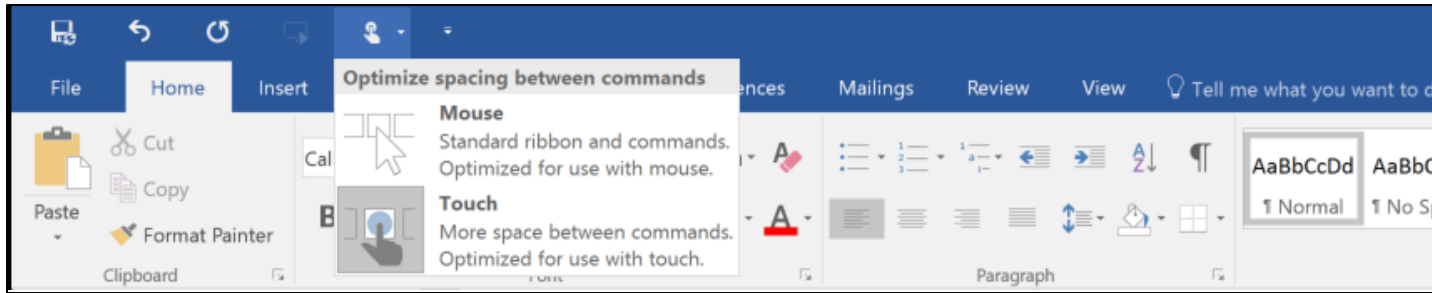 File Home Insert ences Mailings Review View Tell me what you want to d
Optimize spacing between commands
Mouse
Standard ribbon and commands.
Optimized for use with mouse.
Touch
More space between commands.
Optimized for use with touch.
Paste
Cut
Copy
Format Painter
Clipboard
Cal
B
A
A
Font
Paragraph
AaBbCcDd AaBbC
¶ Normal ¶ No Sp